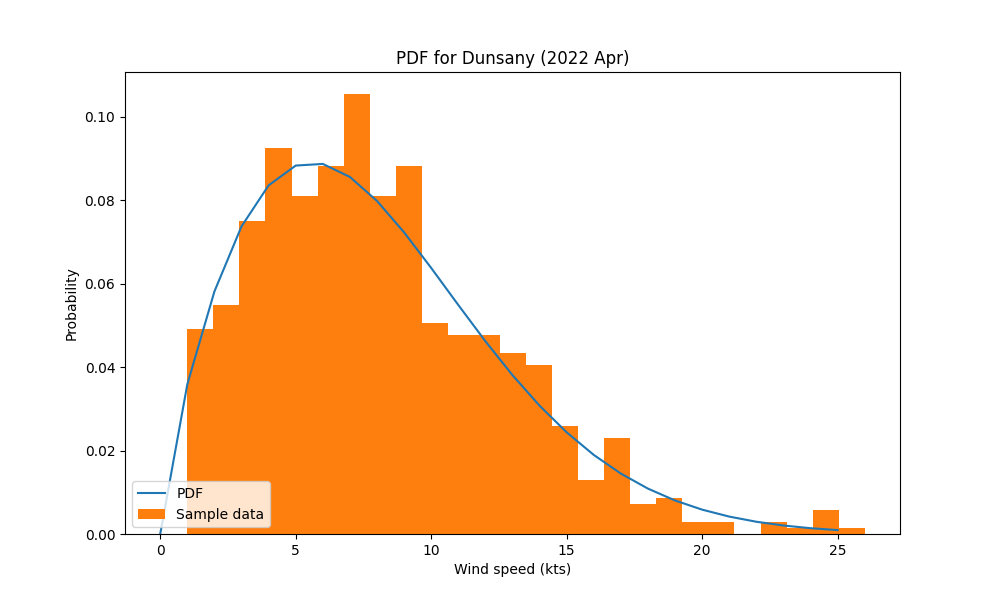 PDF for Dunsany (2022 Apr)
0.10
0.08
0.06
0.04
0.02
0.00
Probability
PDF
Sample data
0 5 10 15 20 25
Wind speed (kts)